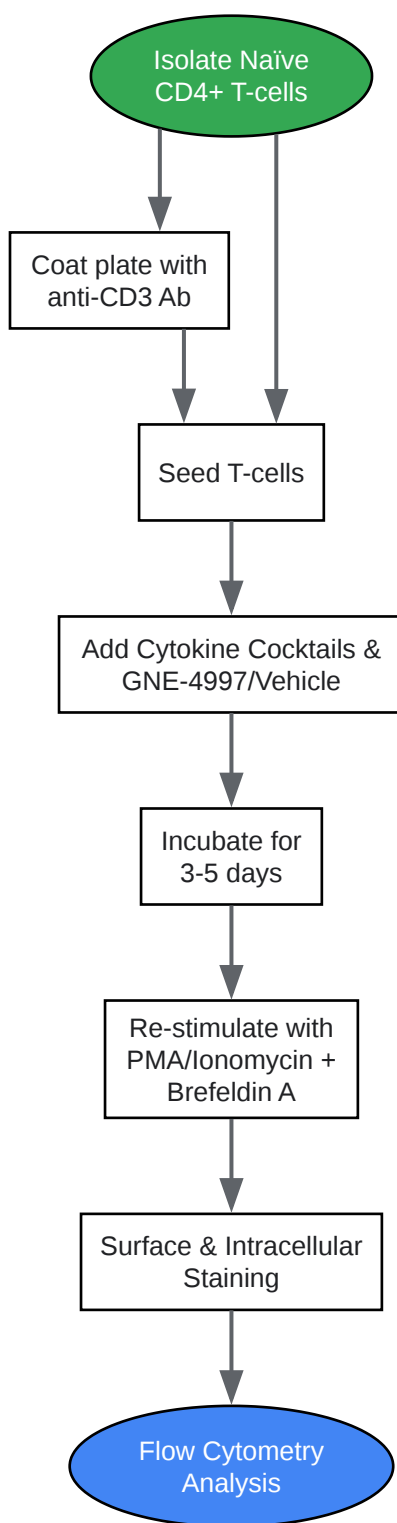 Isolate Naïve
CD4+ T-cells
Coat plate with
anti-CD3 Ab
Seed T-cells
Add Cytokine Cocktails &
GNE-4997/Vehicle
Incubate for
3-5 days
Re-stimulate with
PMA/Ionomycin +
Brefeldin A
Surface & Intracellular
Staining
Flow Cytometry
Analysis